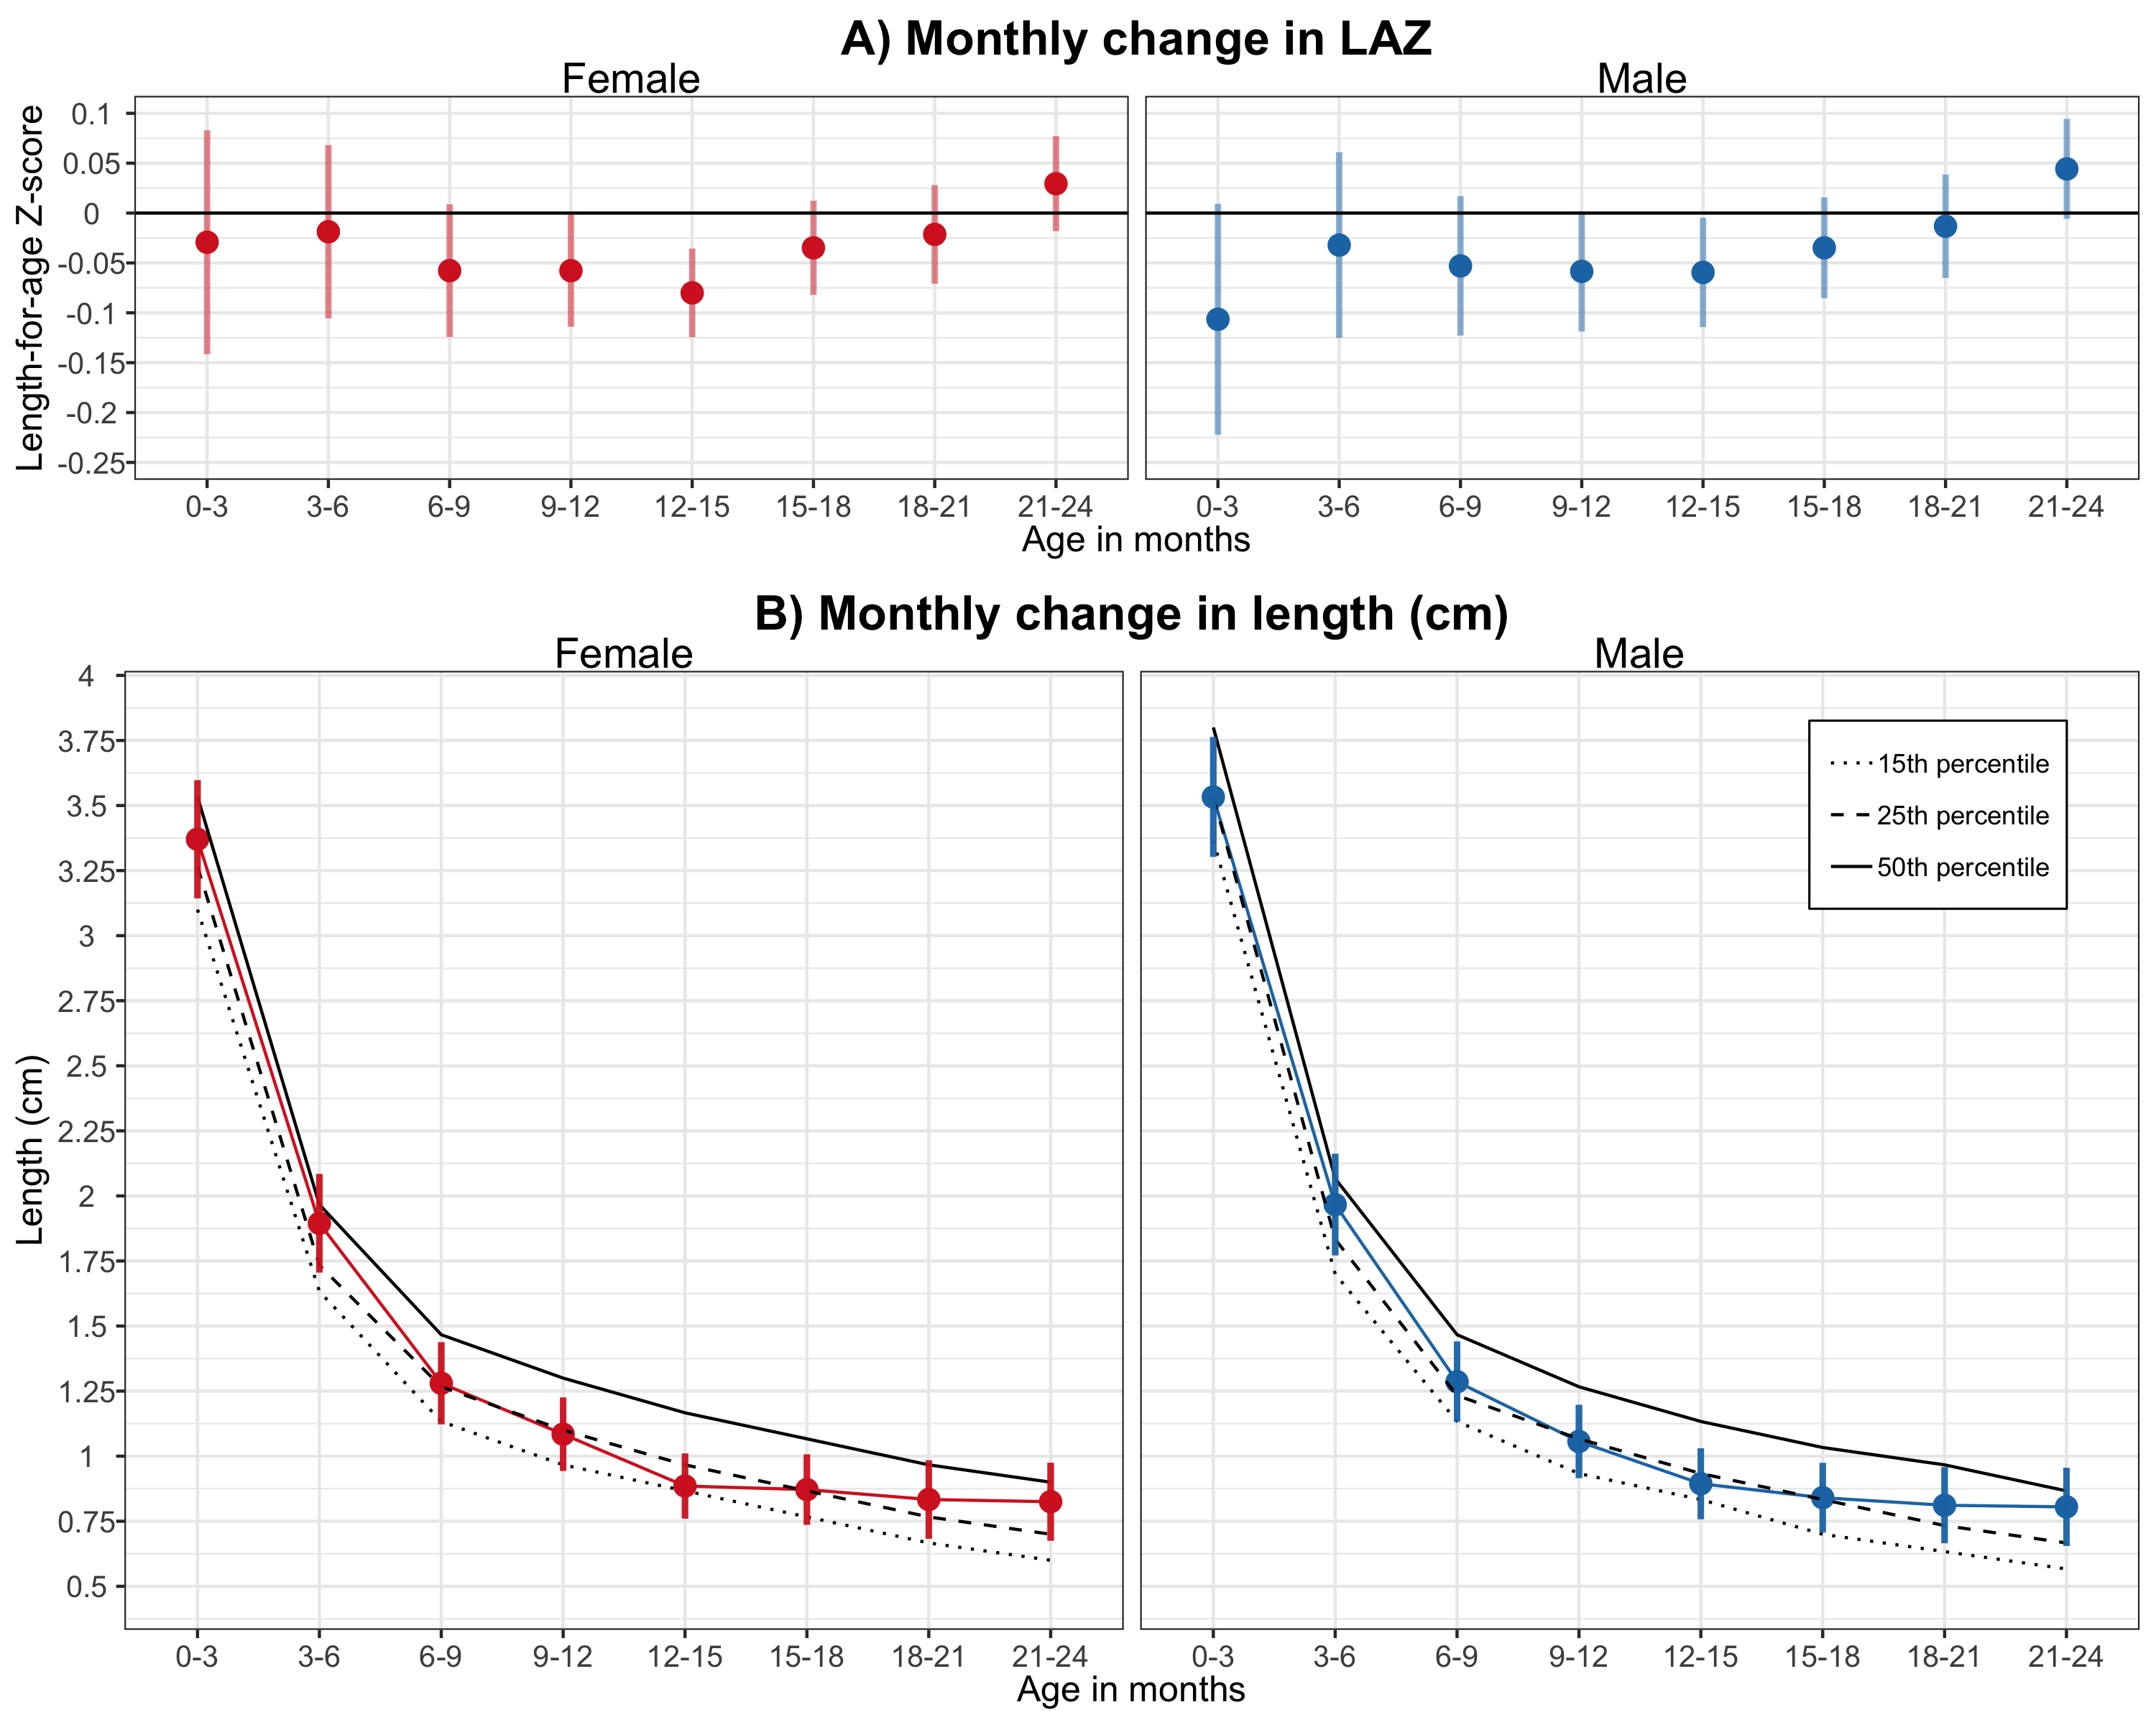 A) Monthly change in LAZ
Female
Male
Length-for-age Z-score
0.1
0.05
0
-0.05
-0.1
-0.15
-0.2
-0.25
0-3 3-6 6-9 9-12 12-15 15-18 18-21 21-24
0-3 3-6 6-9 9-12 12-15 15-18 18-21 21-24
Age in months
B) Monthly change in length (cm)
Female
Male
Length (cm)
4
3.75
3.5
3.25
3
2.75
2.5
2.25
2
1.75
1.5
1.25
1
0.75
0.5
15th percentile
25th percentile
50th percentile
0-3 3-6 6-9 9-12 12-15 15-18 18-21 21-24
0-3 3-6 6-9 9-12 12-15 15-18 18-21 21-24
Age in months